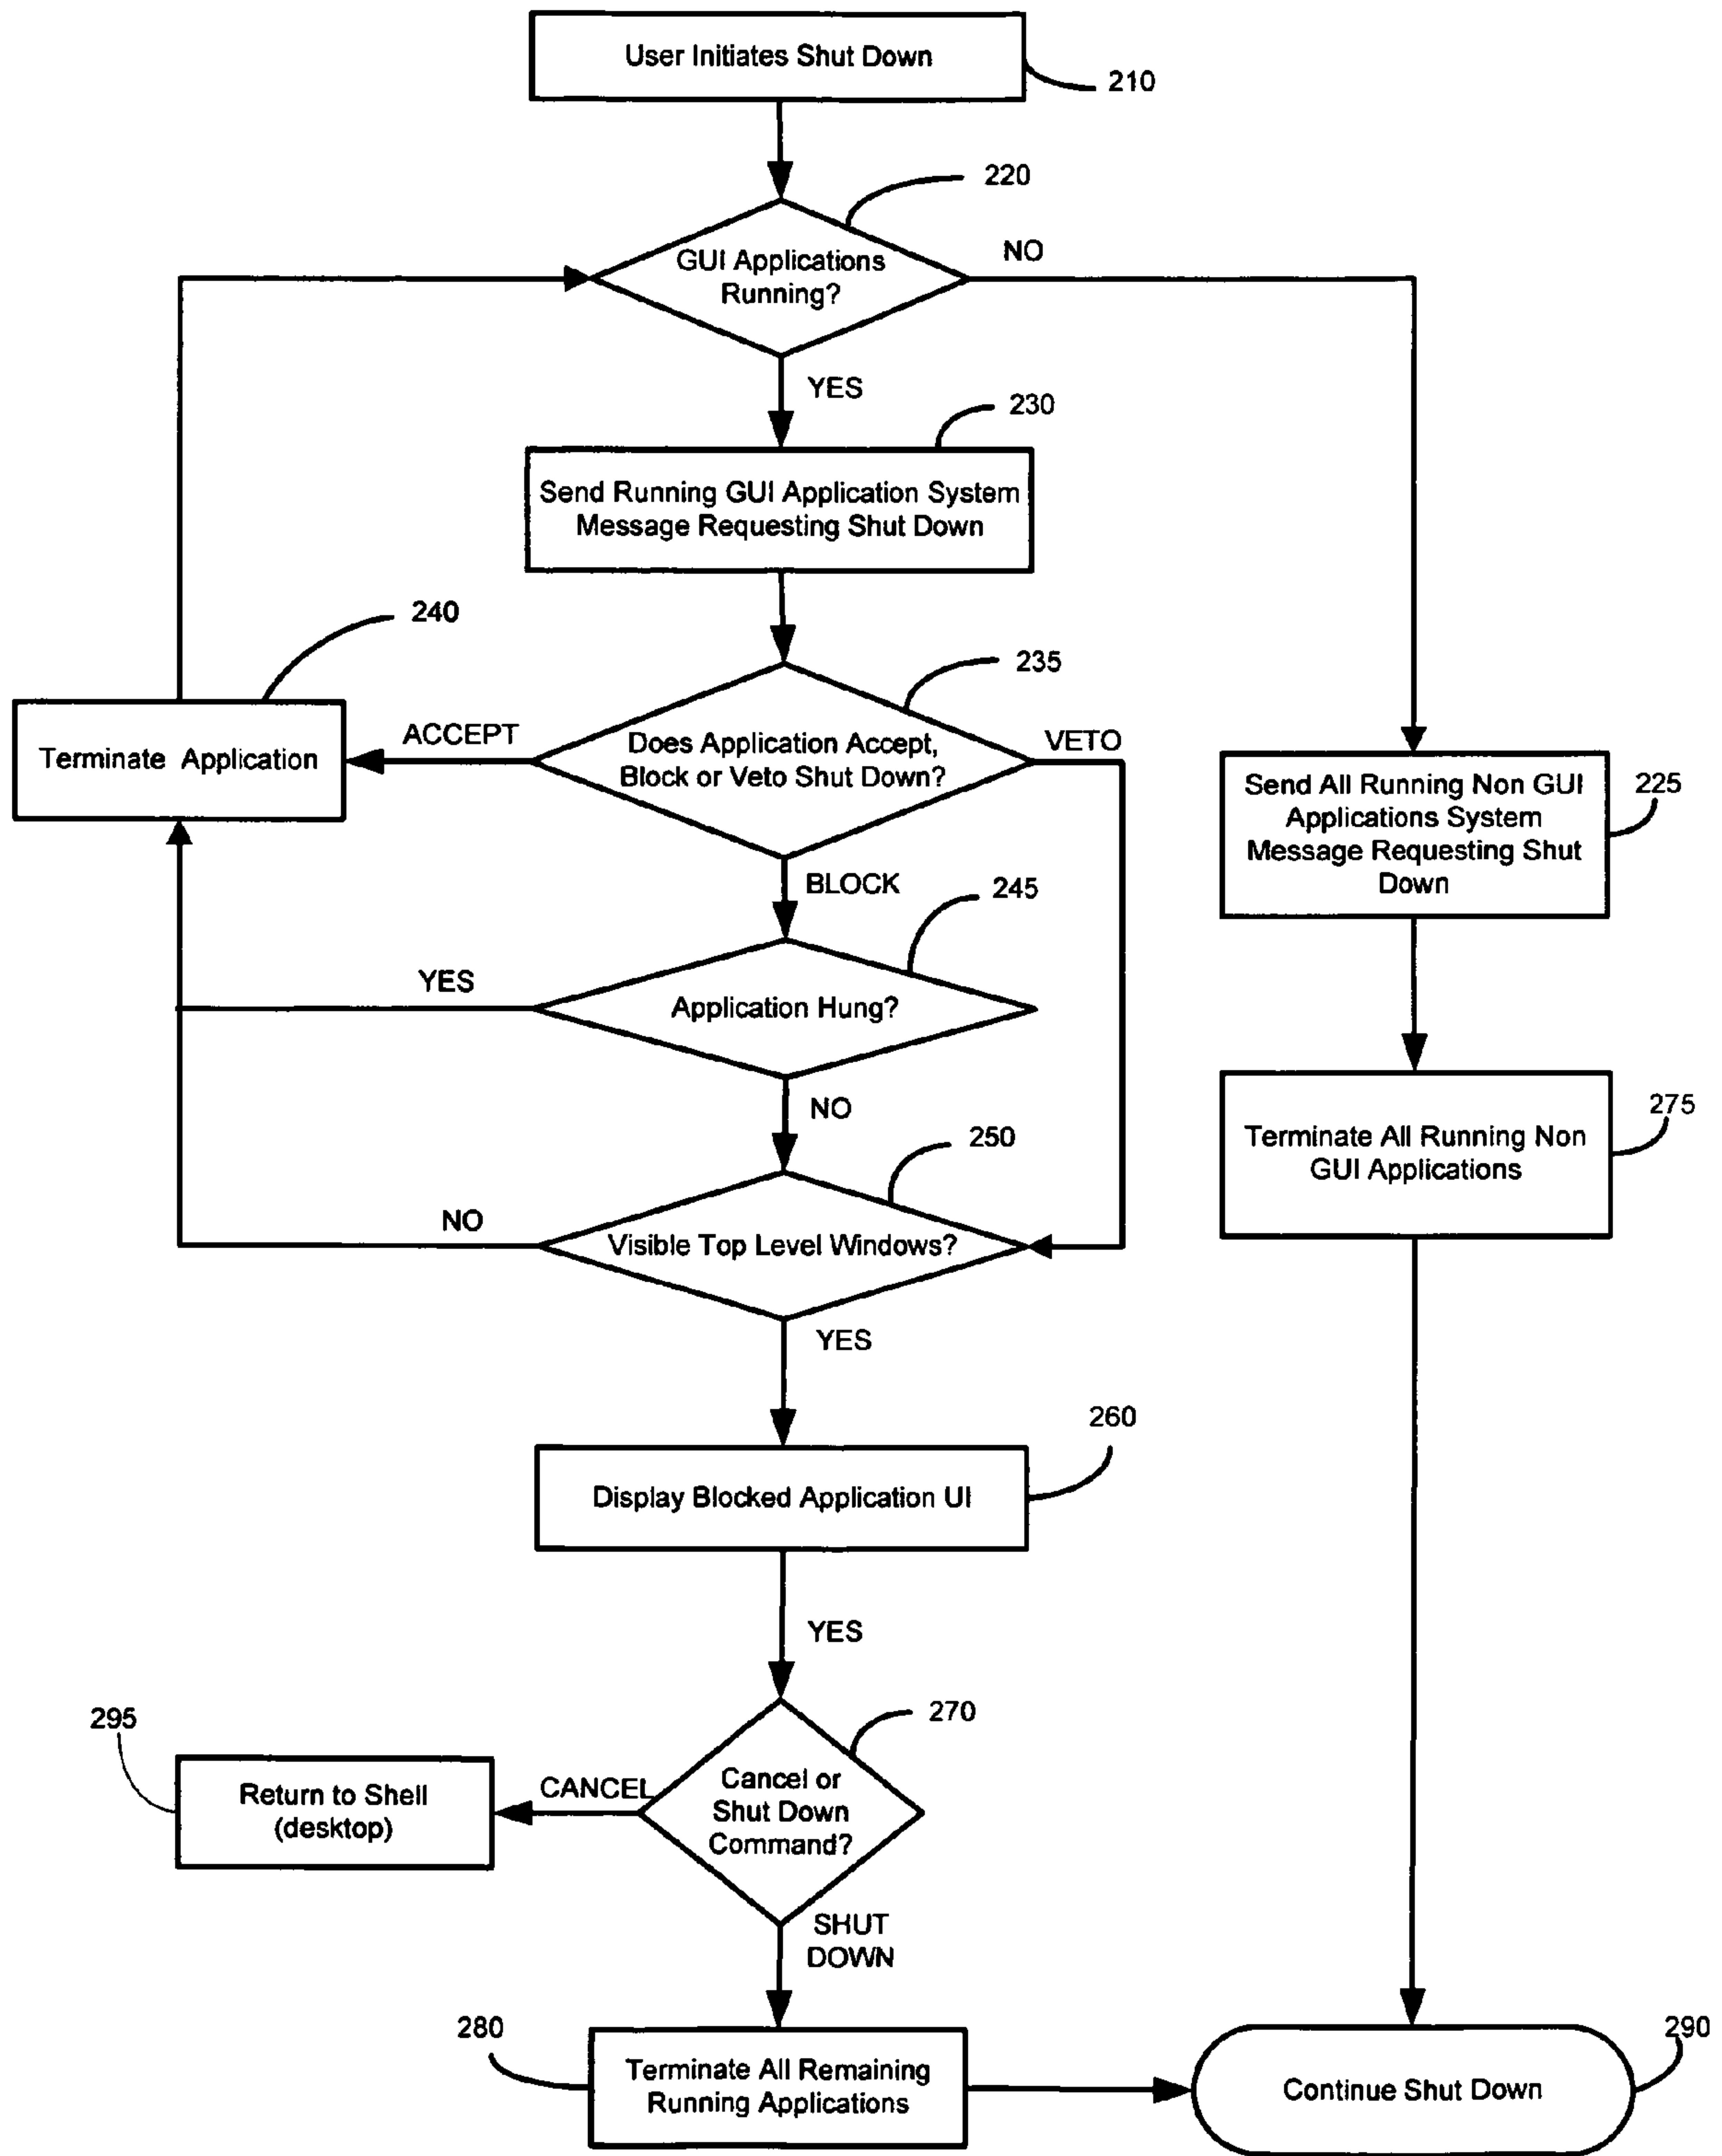 User Initiates Shut Down
210
220
GUI Applications
Running?
NO
YES
230
Send Running GUI Application System
Message Requesting Shut Down
240
235
Terminate Application
ACCEPT
Does Application Accept,
Block or Veto Shut Down?
VETO
Send All Running Non GUI
Applications System
Message Requesting Shut
Down
225
BLOCK
245
YES
Application Hung?
NO
275
Terminate All Running Non
GUI Applications
250
NO
Visible Top Level Windows?
YES
260
Display Blocked Application UI
YES
295
270
Return to Shell
(desktop)
CANCEL
Cancel or
Shut Down
Command?
SHUT
DOWN
280
290
Terminate All Remaining
Running Applications
Continue Shut Down